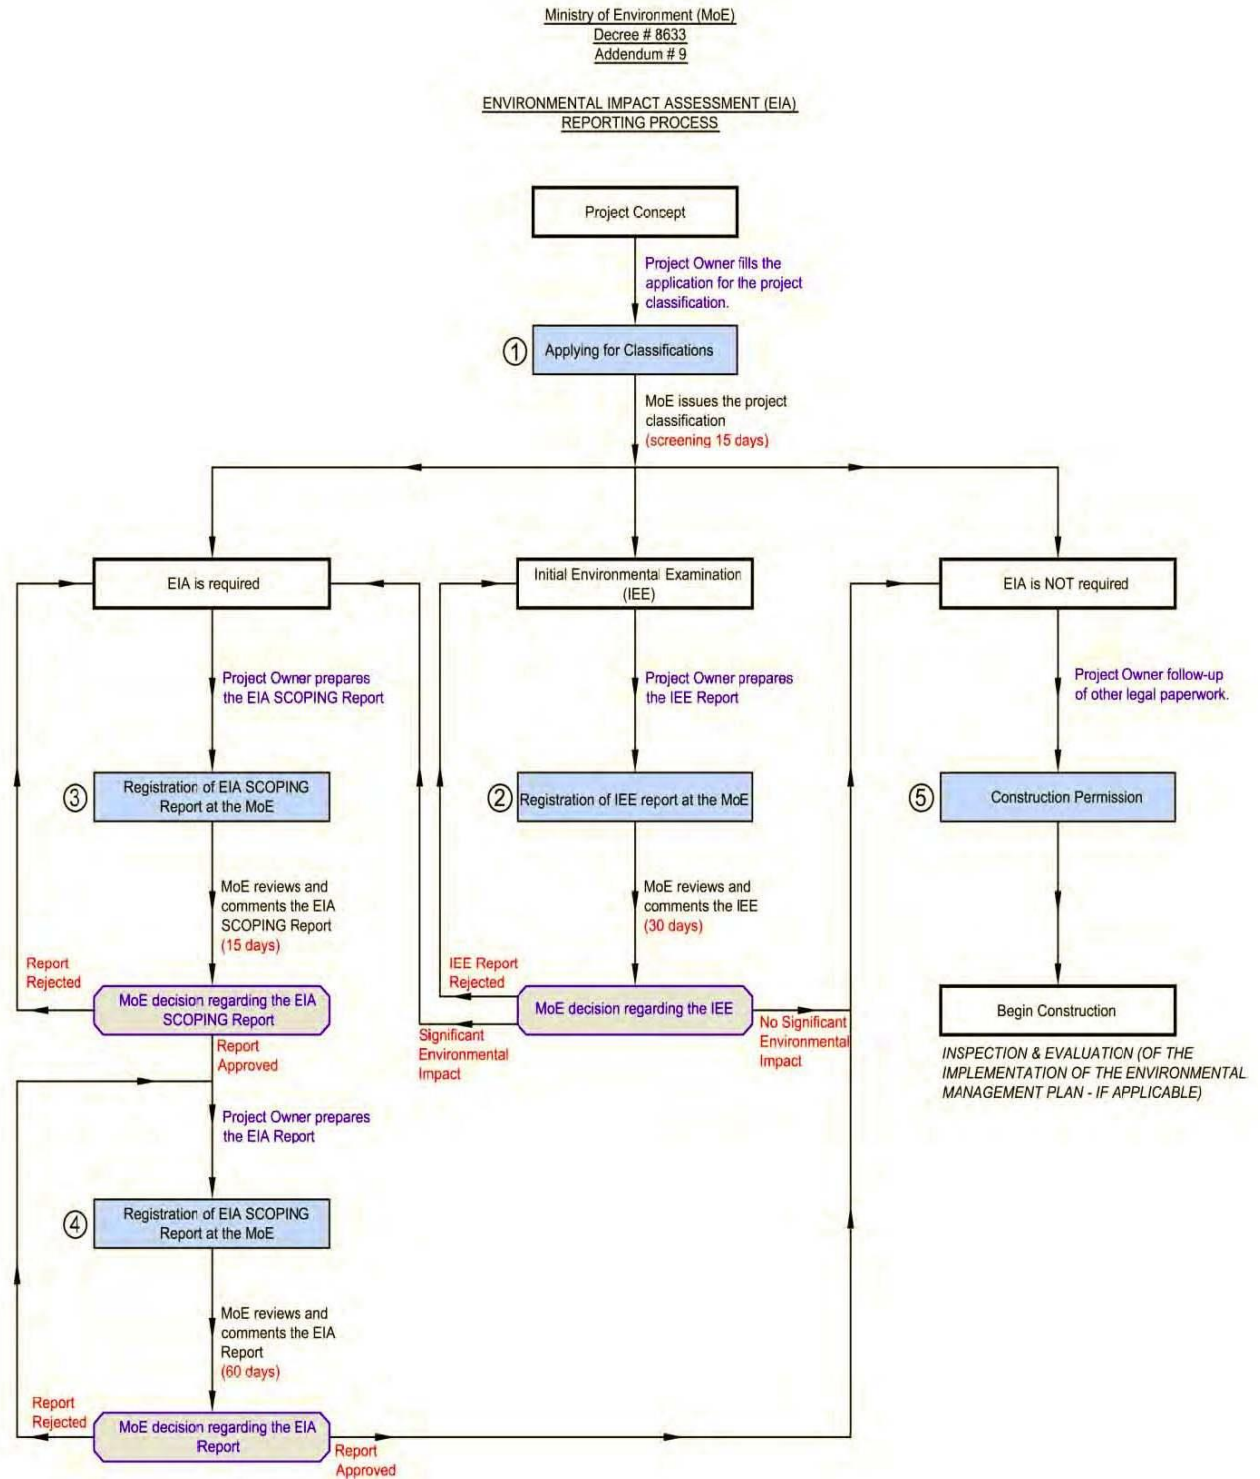 Ministry of Environment (MoE)
Decree # 8633
Addendum # 9
ENVIRONMENTAL IMPACT ASSESSMENT (EIA)
REPORTING PROCESS
Project Concept
Project Owner fills the
application for the project
classification.
1
Applying for Classifications
MoE issues the project
classification
(screening 15 days)
EIA is required
Initial Environmental Examination
(IEE)
EIA is NOT required
Project Owner prepares
the EIA SCOPING Report
Project Owner prepares
the IEE Report
Project Owner follow-up
of other legal paperwork.
3
Registration of EIA SCOPING
Report at the MoE
2
Registration of IEE report at the MoE
5
Construction Permission
MoE reviews and
comments the EIA
SCOPING Report
(15 days)
MoE reviews and
comments the IEE
(30 days)
Report
Rejected
MoE decision regarding the EIA
SCOPING Report
IEE Report
Rejected
MoE decision regarding the IEE
Significant
Environmental
Impact
No Significant
Environmental
Impact
Begin Construction
INSPECTION & EVALUATION (OF THE
IMPLEMENTATION OF THE ENVIRONMENTAL
MANAGEMENT PLAN - IF APPLICABLE)
Report
Approved
Project Owner prepares
the EIA Report
4
Registration of EIA SCOPING
Report at the MoE
MoE reviews and
comments the EIA
Report
(60 days)
Report
Rejected
MoE decision regarding the EIA
Report
Report
Approved